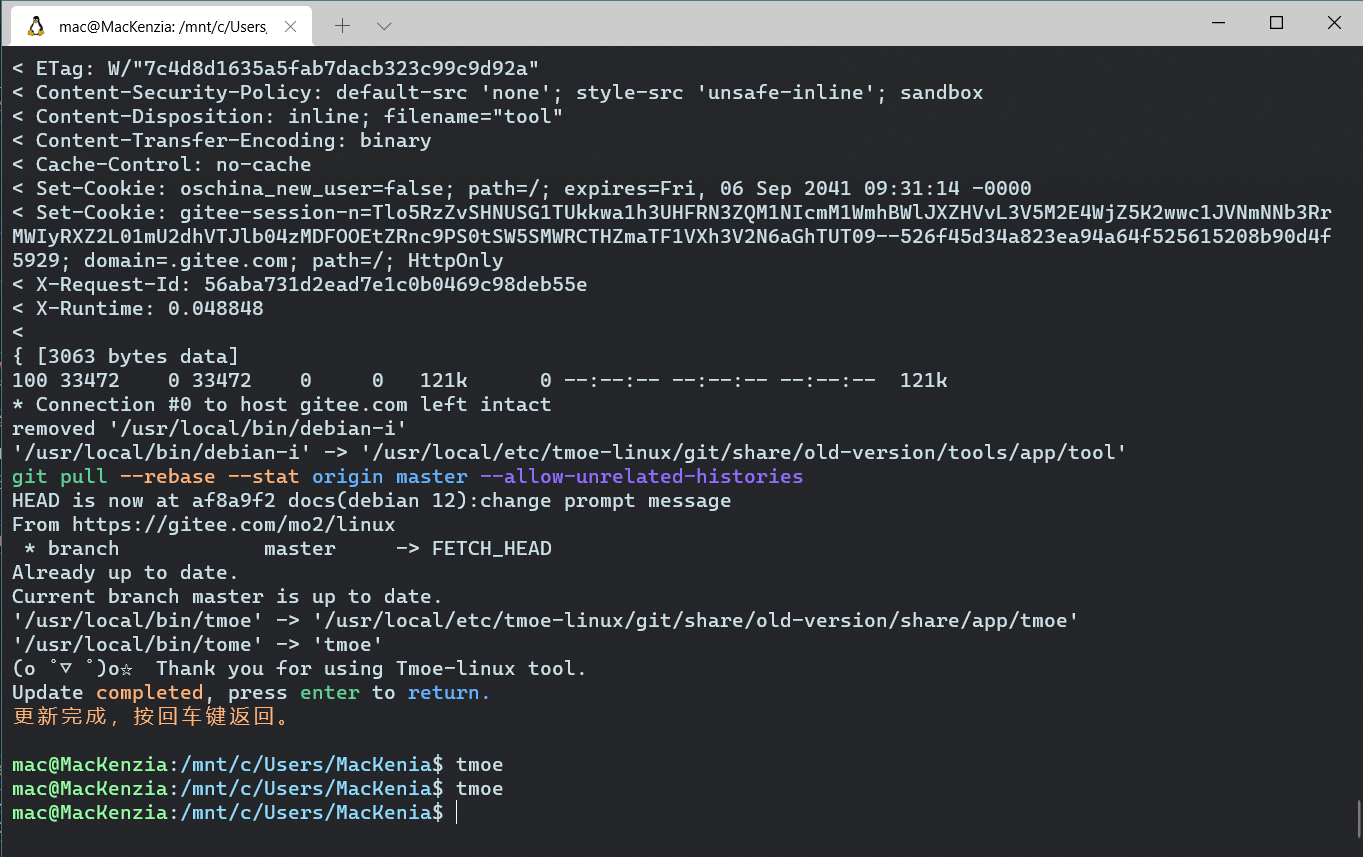 mac@MacKenzia: /mnt/c/Users,
< ETag: W/"7c4d8d1635a5fab7dacb323c99c9d92a"
< Content-Security-Policy: default-src 'none'; style-src 'unsafe-inline'; sandbox
< Content-Disposition: inline; filename="tool"
< Content-Transfer-Encoding: binary
< Cache-Control: no-cache
< Set-Cookie: oschina_new_user=false; path=/; expires=Fri, 06 Sep 2041 09:31:14 -0000
< Set-Cookie: gitee-session-n=Tlo5RzZvSHNUSG1TUkkwa1h3UHFRN3ZQM1NIcmM1WmhBWlJXZHVvL3V5M2E4WjZ5K2wwc1JVNmNNb3Rr
MWIyRXZ2L01mU2dhVTJlb04zMDFOOEtZRnc9PS0tSW5SMWRCTHZmaTF1VXh3V2N6aGhTUT09--526f45d34a823ea94a64f525615208b90d4f
5929; domain=.gitee.com; path=/; HttpOnly
< X-Request-Id: 56aba731d2ead7e1c0b0469c98deb55e
< X-Runtime: 0.048848
<
{ [3063 bytes data]
100 33472    0 33472    0     0   121k      0 --:--:-- --:--:-- --:--:--  121k
* Connection #0 to host gitee.com left intact
removed '/usr/local/bin/debian-i'
'/usr/local/bin/debian-i' -> '/usr/local/etc/tmoe-linux/git/share/old-version/tools/app/tool'
git pull --rebase --stat origin master --allow-unrelated-histories
HEAD is now at af8a9f2 docs(debian 12):change prompt message
From https://gitee.com/mo2/linux
 * branch            master     -> FETCH_HEAD
Already up to date.
Current branch master is up to date.
'/usr/local/bin/tmoe' -> '/usr/local/etc/tmoe-linux/git/share/old-version/share/app/tmoe'
'/usr/local/bin/tome' -> 'tmoe'
(o ﾟ▽ ﾟ)o☆  Thank you for using Tmoe-linux tool.
Update completed, press enter to return.
更新完成，按回车键返回。
mac@MacKenzia:/mnt/c/Users/MacKenia$ tmoe
mac@MacKenzia:/mnt/c/Users/MacKenia$ tmoe
mac@MacKenzia:/mnt/c/Users/MacKenia$